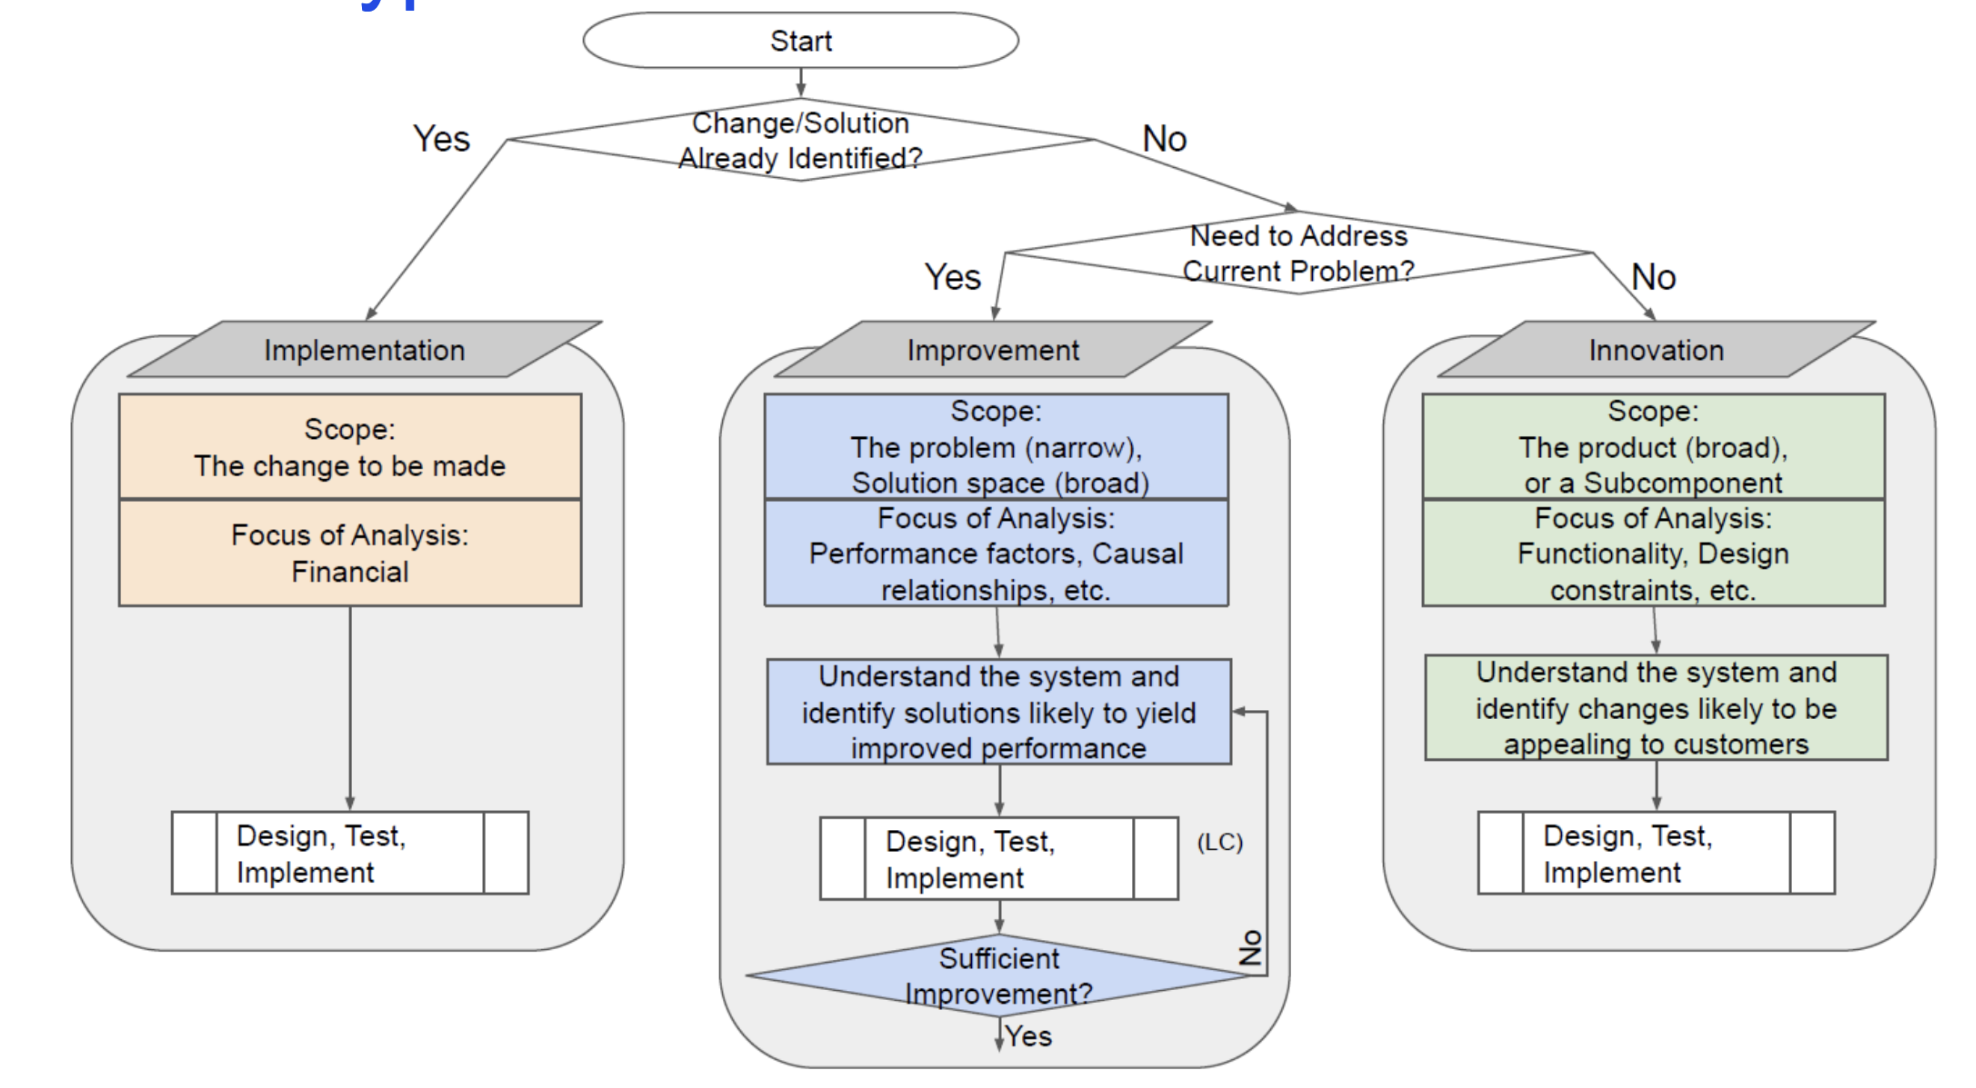 Start
Change/Solution
Already Identified?
Yes
No
Need to Address
Current Problem?
Yes
No
Implementation
Scope:
The change to be made
Focus of Analysis:
Financial
Design, Test,
Implement
Improvement
Scope:
The problem (narrow),
Solution space (broad)
Focus of Analysis:
Performance factors, Causal
relationships, etc.
Understand the system and
identify solutions likely to yield
improved performance
Design, Test,
Implement
(LC)
Sufficient
Improvement?
No
Yes
Innovation
Scope:
The product (broad),
or a Subcomponent
Focus of Analysis:
Functionality, Design
constraints, etc.
Understand the system and
identify changes likely to be
appealing to customers
Design, Test,
Implement